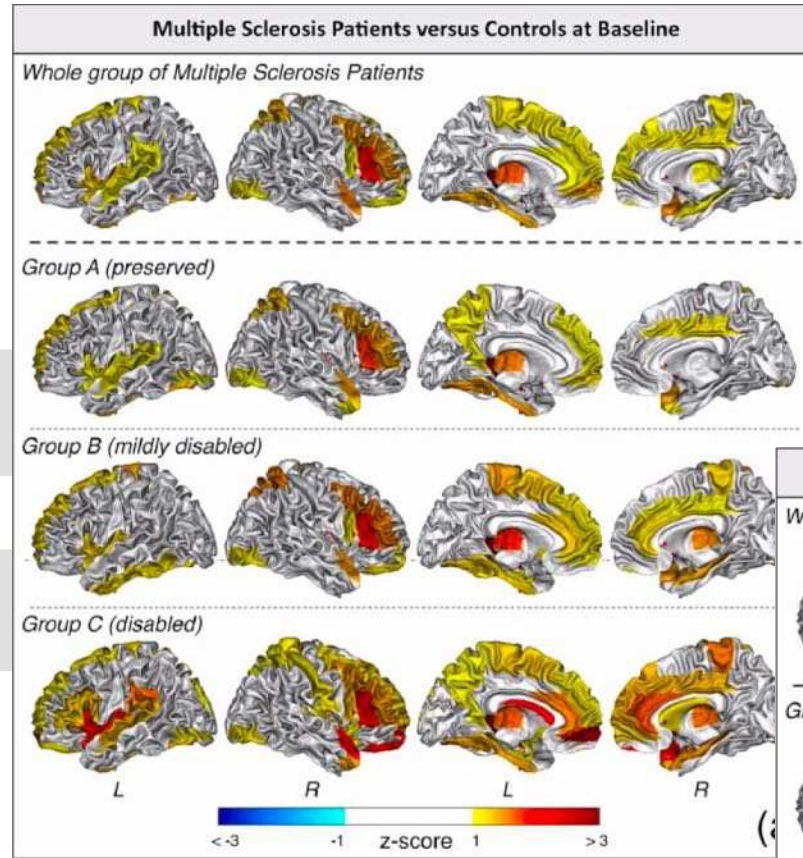 Multiple Sclerosis Patients versus Controls at Baseline
Whole group of Multiple Sclerosis Patients
Group A (preserved)
Group B (mildly disabled)
Group C (disabled)
L R L R
< -3 -1 z-score 1 > 3